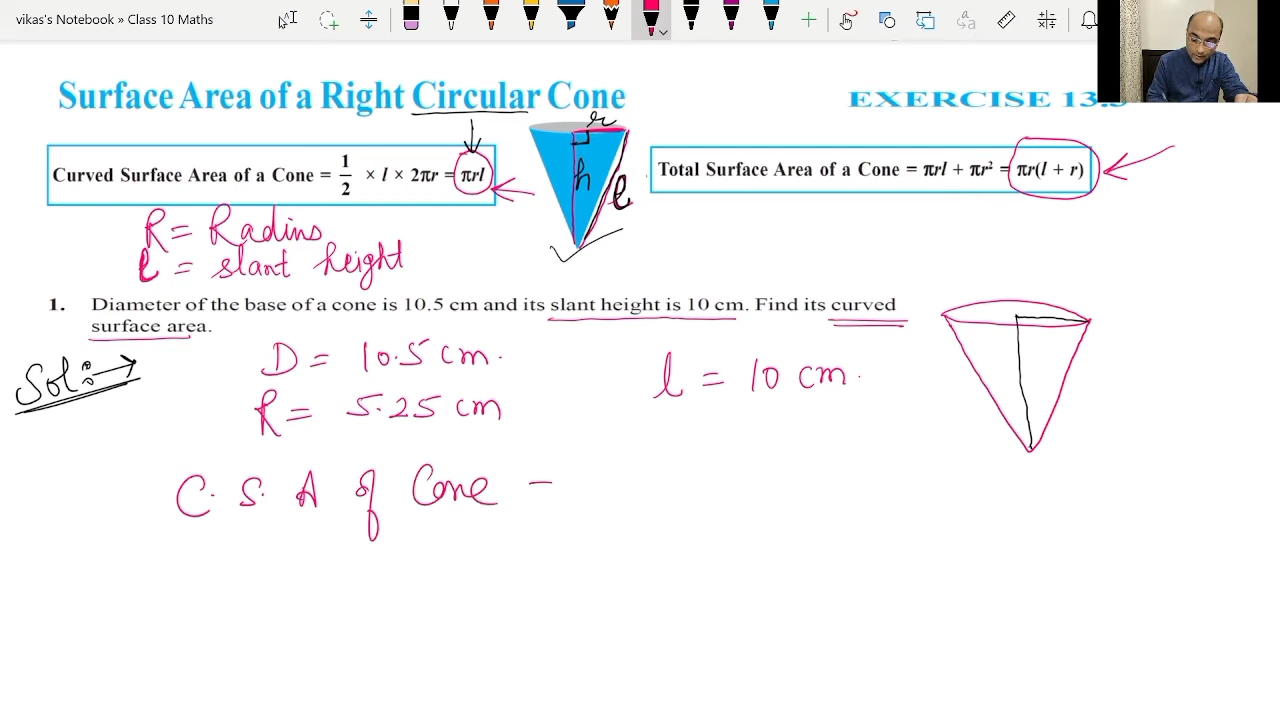 vikas's Notebook » Class 10 Maths
Surface Area of a Right Circular Cone
EXERCISE 13.3
r
Curved Surface Area of a Cone = 1/2 × l × 2πr = πrl
h
l
Total Surface Area of a Cone = πrl + πr² = πr(l + r)
R = Radius
l = slant height
1. Diameter of the base of a cone is 10.5 cm and its slant height is 10 cm. Find its curved
surface area.
Sol:→
D = 10.5 cm.
l = 10 cm.
R = 5.25 cm
C. S. A of Cone -